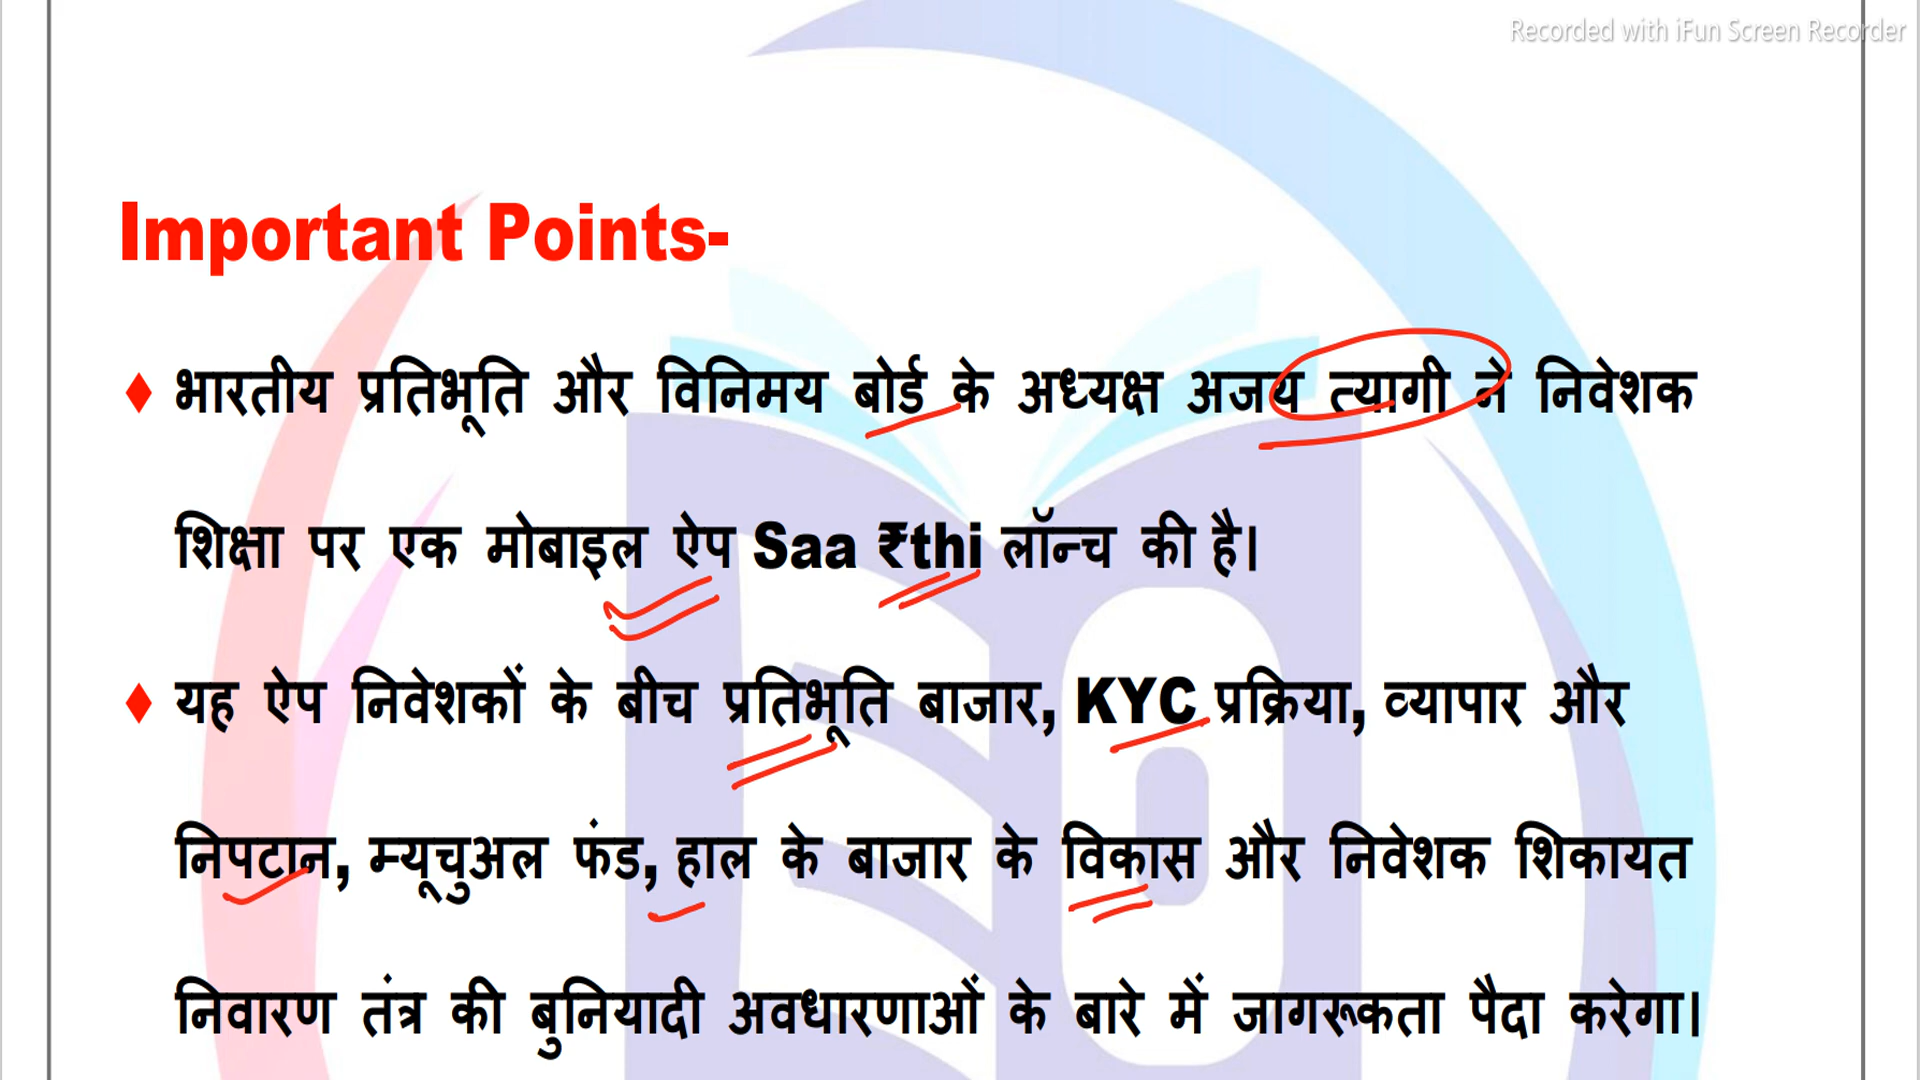 Recorded with iFun Screen Recorder
Important Points-
♦ भारतीय प्रतिभूति और विनिमय बोर्ड के अध्यक्ष अजय त्यागी ने निवेशक
शिक्षा पर एक मोबाइल ऐप Saa ₹thi लॉन्च की है।
♦ यह ऐप निवेशकों के बीच प्रतिभूति बाजार, KYC प्रक्रिया, व्यापार और
निपटान, म्यूचुअल फंड, हाल के बाजार के विकास और निवेशक शिकायत
निवारण तंत्र की बुनियादी अवधारणाओं के बारे में जागरूकता पैदा करेगा।